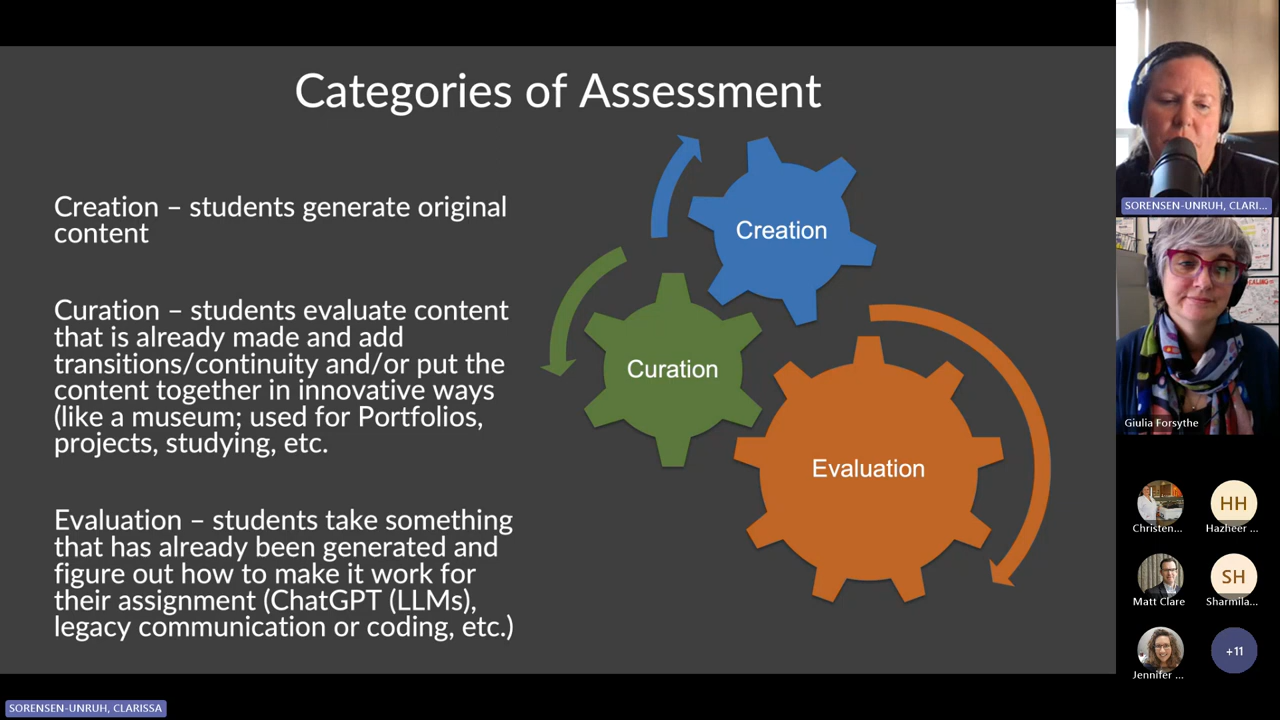 Categories of Assessment
Creation – students generate original
content
Curation – students evaluate content
that is already made and add
transitions/continuity and/or put the
content together in innovative ways
(like a museum; used for Portfolios,
projects, studying, etc.
Evaluation – students take something
that has already been generated and
figure out how to make it work for
their assignment (ChatGPT (LLMs),
legacy communication or coding, etc.)
Creation
Curation
Evaluation
SORENSEN-UNRUH, CLARI...
Giulia Forsythe
Christen...
HH
Hazheer ...
Matt Clare
SH
Sharmila...
Jennifer ...
+11
SORENSEN-UNRUH, CLARISSA